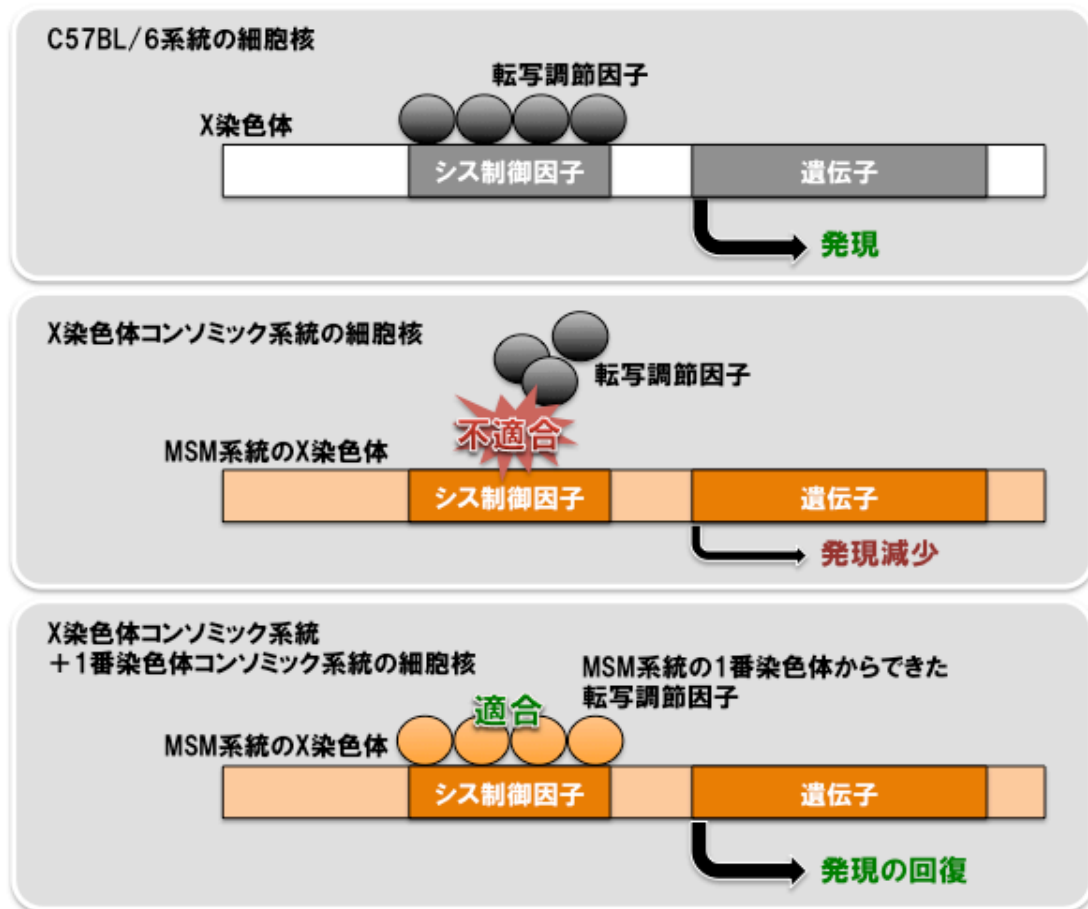 C57BL/6系統の細胞核
転写調節因子
X染色体
シス制御因子
遺伝子
発現
X染色体コンソミック系統の細胞核
転写調節因子
不適合
MSM系統のX染色体
シス制御因子
遺伝子
発現減少
X染色体コンソミック系統
+1番染色体コンソミック系統の細胞核
MSM系統の1番染色体からできた
転写調節因子
適合
MSM系統のX染色体
シス制御因子
遺伝子
発現の回復